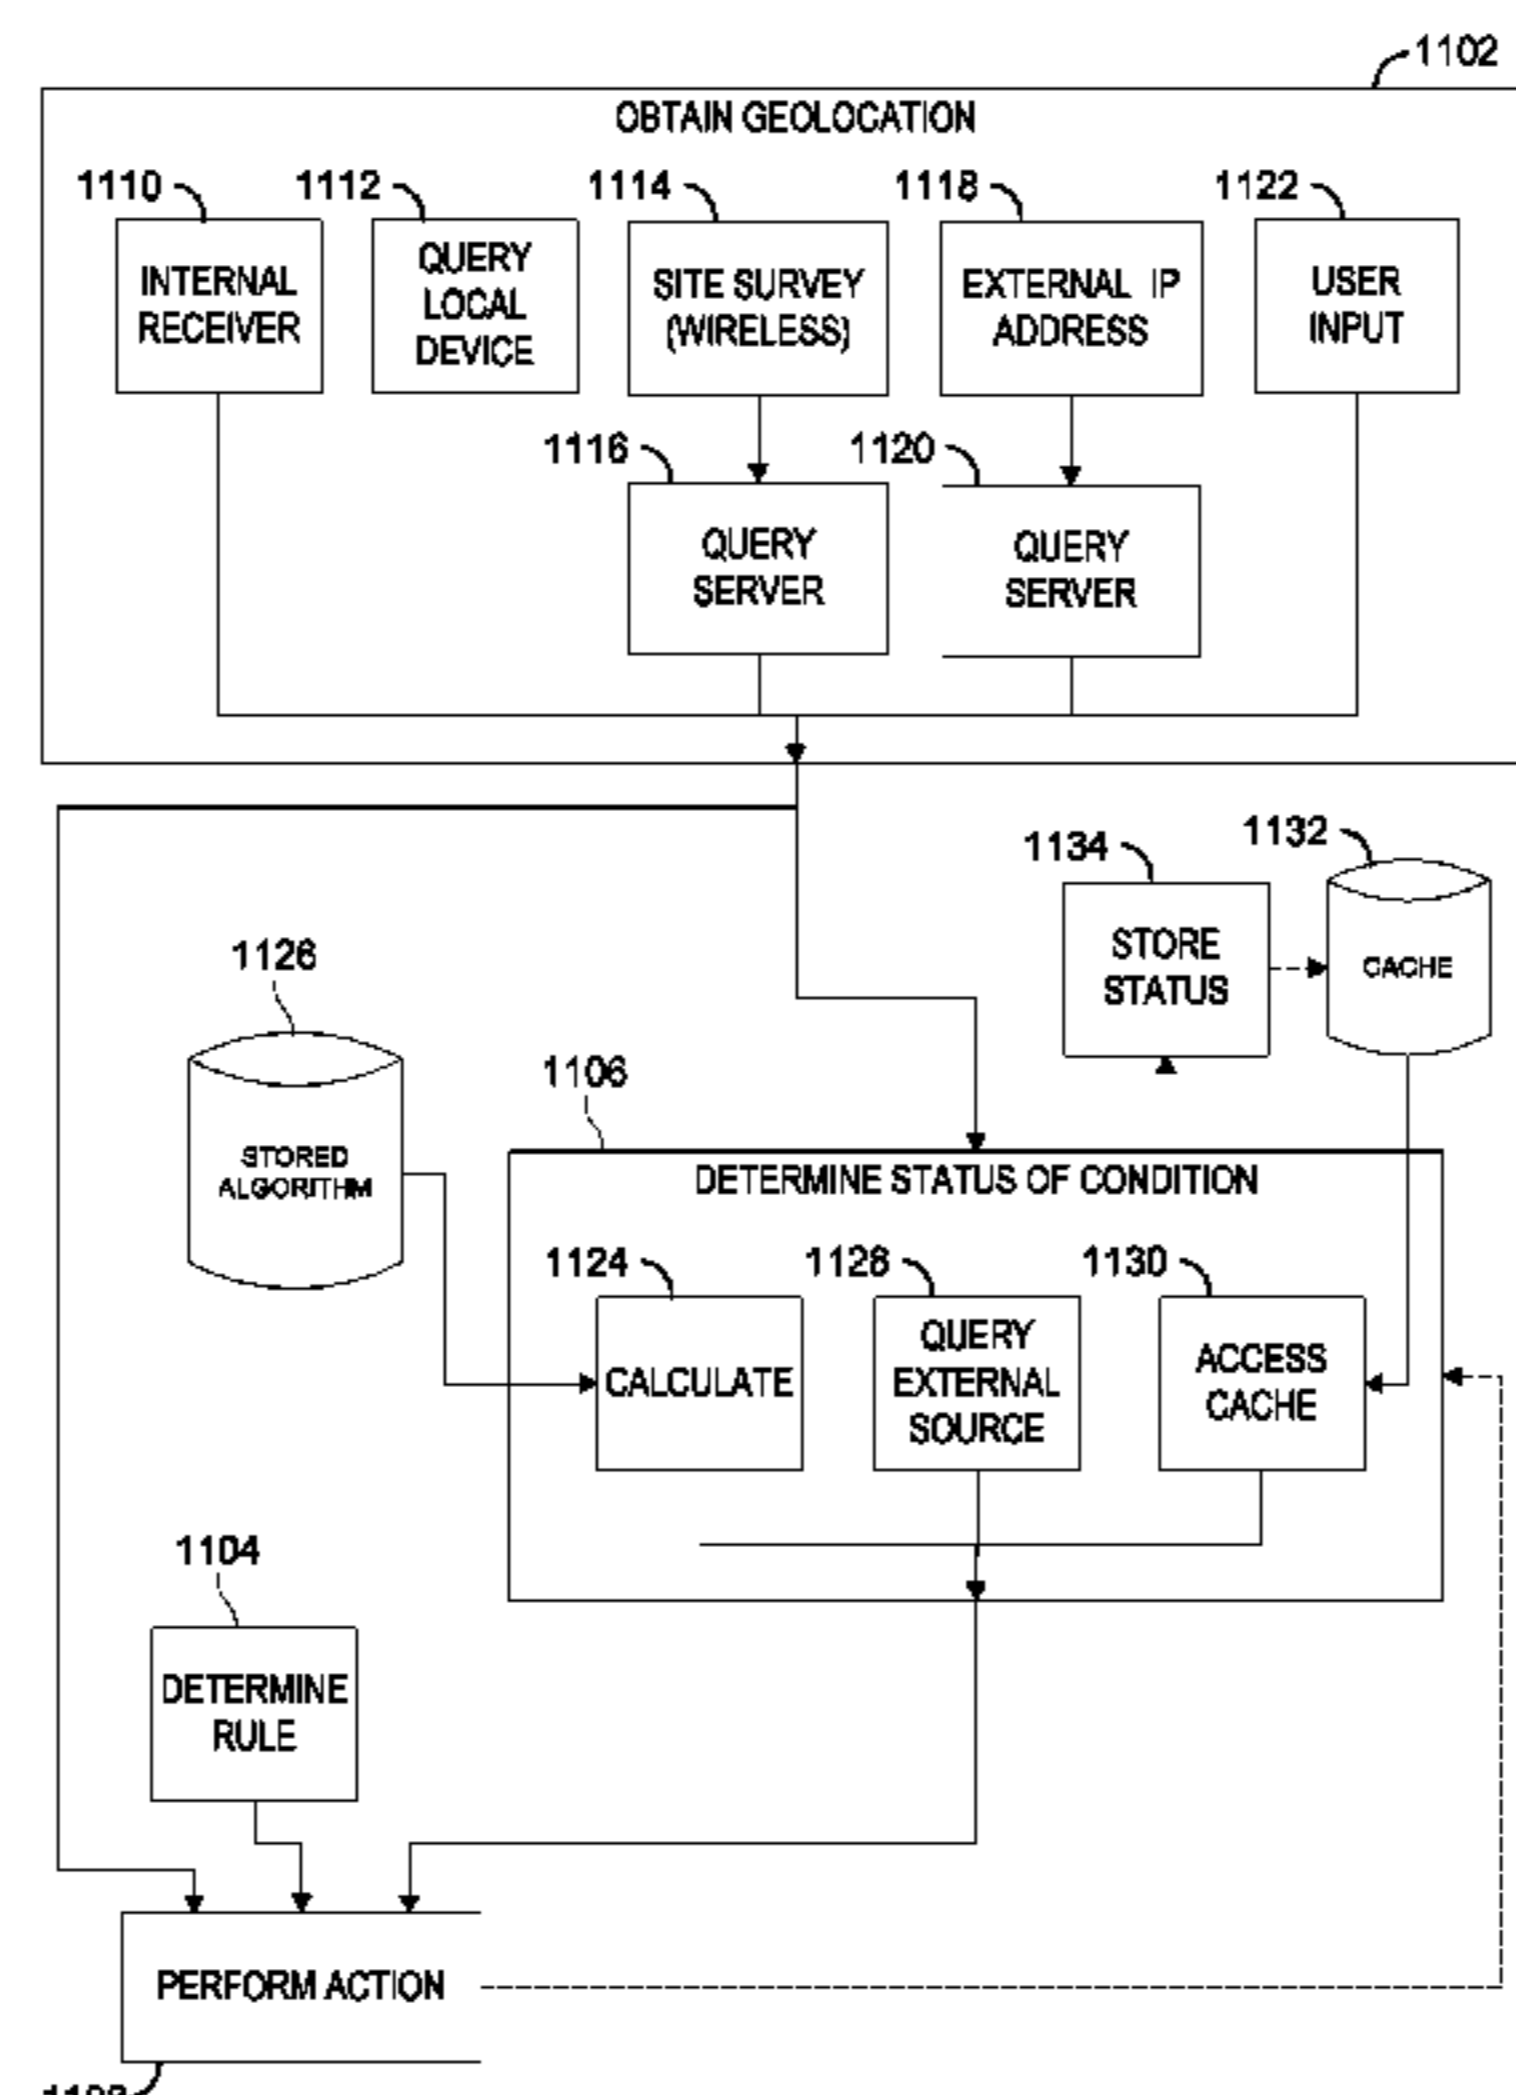 1102
OBTAIN GEOLOCATION
1110
1112
1114
1118
1122
INTERNAL
RECEIVER
QUERY
LOCAL
DEVICE
SITE SURVEY
(WIRELESS)
EXTERNAL IP
ADDRESS
USER
INPUT
1116
1120
QUERY
SERVER
QUERY
SERVER
1134
1132
STORE
STATUS
CACHE
1126
STORED
ALGORITHM
1106
DETERMINE STATUS OF CONDITION
1124
1128
1130
CALCULATE
QUERY
EXTERNAL
SOURCE
ACCESS
CACHE
1104
DETERMINE
RULE
PERFORM ACTION